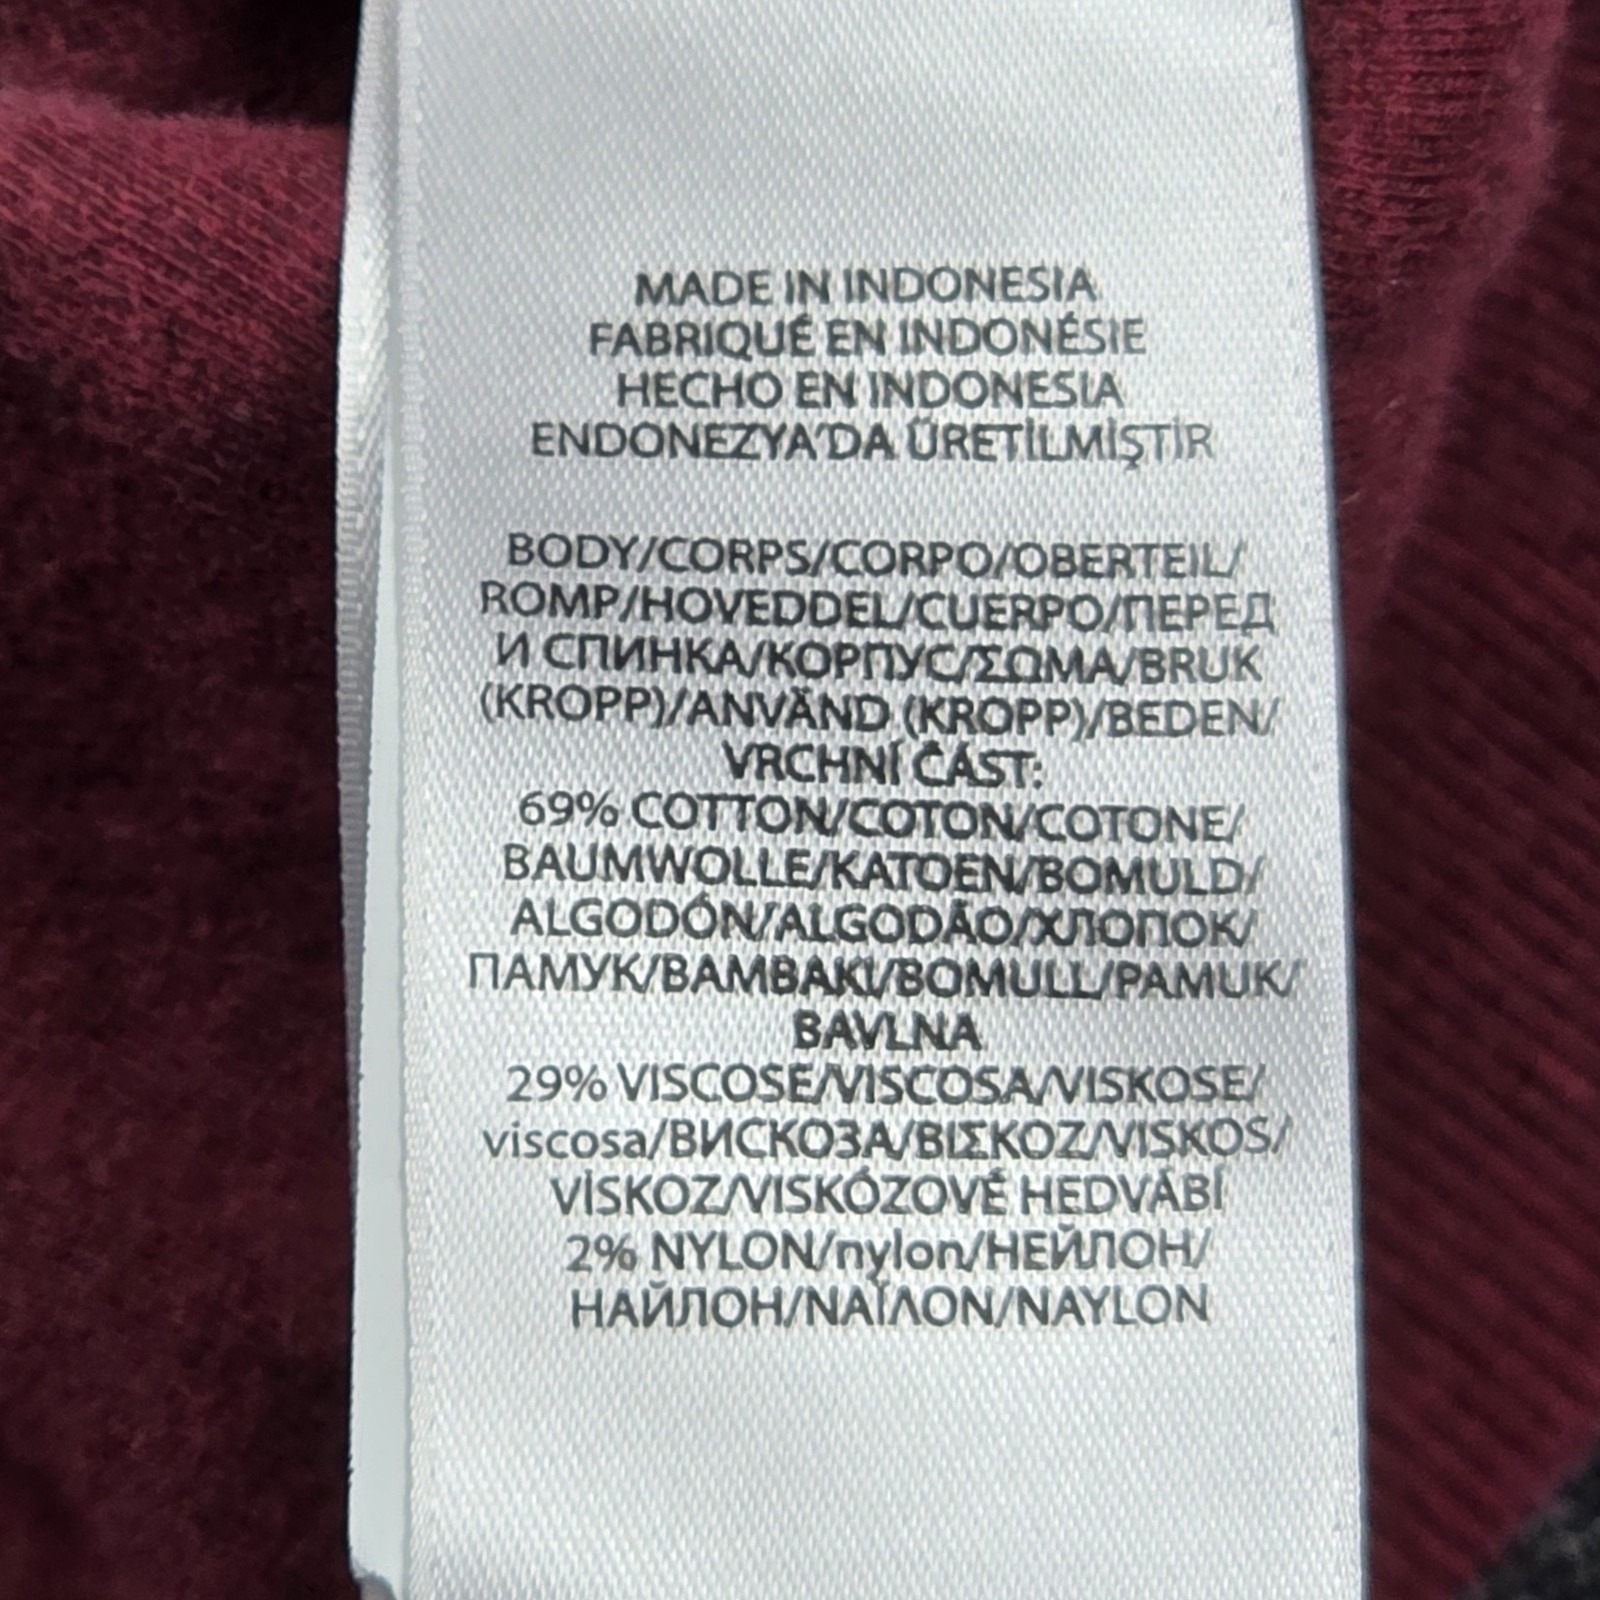 MADE IN INDONESIA
FABRIQUÉ EN INDONÉSIE
HECHO EN INDONESIA
ENDONEZYA'DA ÜRETİLMİŞTİR
BODY/CORPS/CORPO/OBERTEIL/
ROMP/HOVEDDEL/CUERPO/ПЕРЕД
И СПИНКА/КОРПУС/ΣΩΜΑ/BRUK
(KROPP)/ANVÄND (KROPP)/BEDEN/
VRCHNÍ ČÁST:
69% COTTON/COTON/COTONE/
BAUMWOLLE/KATOEN/BOMULD/
ALGODÓN/ALGODÃO/ХЛОПОК/
ПАМУК/ΒΑΜΒΑΚΙ/BOMULL/PAMUK/
BAVLNA
29% VISCOSE/VISCOSA/VISKOSE/
viscosa/ВИСКОЗА/ΒΙΣΚΟΖ/VISKOS/
VİSKOZ/VISKÓZOVÉ HEDVÁBÍ
2% NYLON/nylon/НЕЙЛОН/
НАЙЛОН/ΝΑΪΛΟΝ/NAYLON